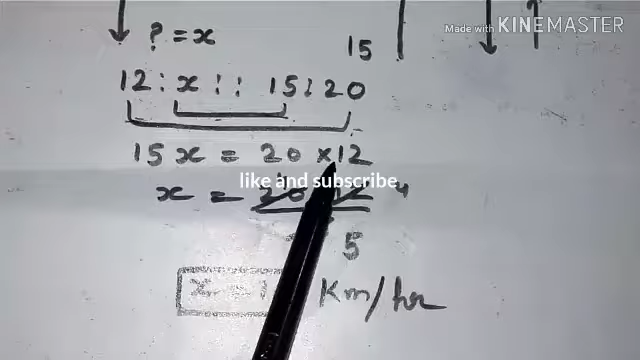 Made with KINEMASTER
? = x
15
12 : x :: 15 : 20
15 x = 20 × 12
like and subscribe
x =
4
5
Km/hr